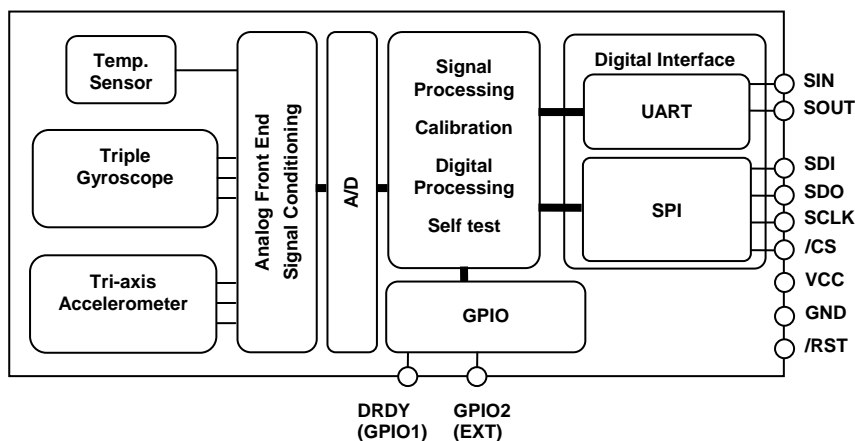 Temp.
Sensor
Triple
Gyroscope
Tri-axis
Accelerometer
Analog Front End
Signal Conditioning
A/D
Signal
Processing
Calibration
Digital
Processing
Self test
GPIO
Digital Interface
UART
SPI
SIN
SOUT
SDI
SDO
SCLK
/CS
VCC
GND
/RST
DRDY
(GPIO1)
GPIO2
(EXT)